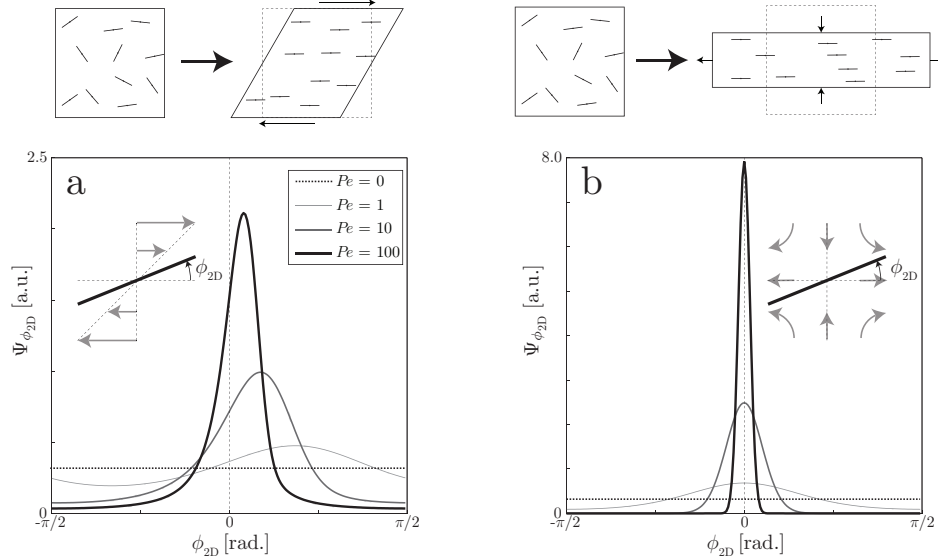 2.5
a
Pe = 0
Pe = 1
Pe = 10
Pe = 100
ϕ2D
Ψϕ2D [a.u.]
0
-π/2
0
π/2
ϕ2D [rad.]
8.0
b
ϕ2D
Ψϕ2D [a.u.]
0
-π/2
0
π/2
ϕ2D [rad.]